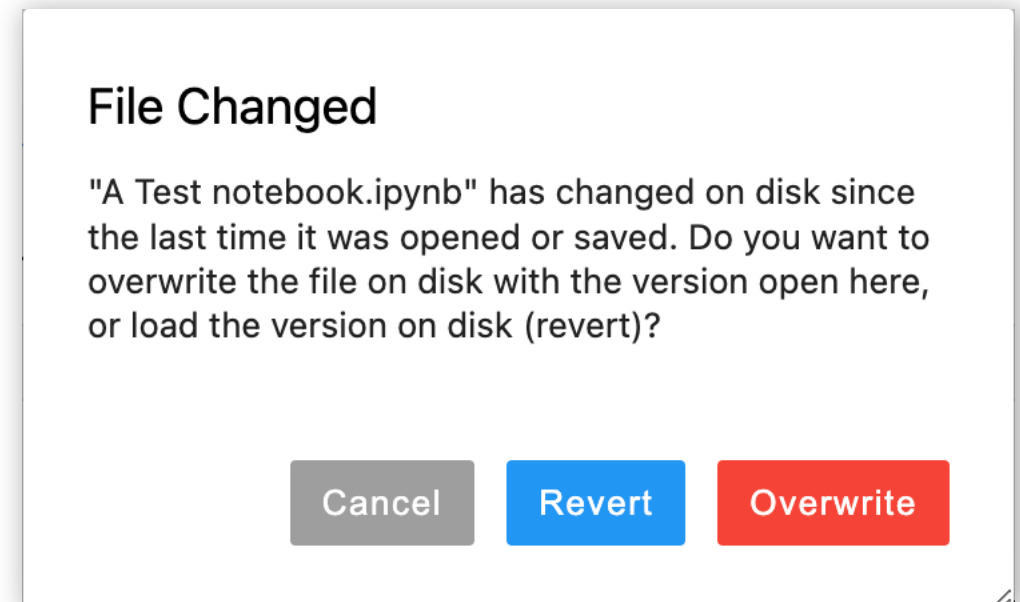 File Changed
"A Test notebook.ipynb" has changed on disk since
the last time it was opened or saved. Do you want to
overwrite the file on disk with the version open here,
or load the version on disk (revert)?
Cancel Revert Overwrite